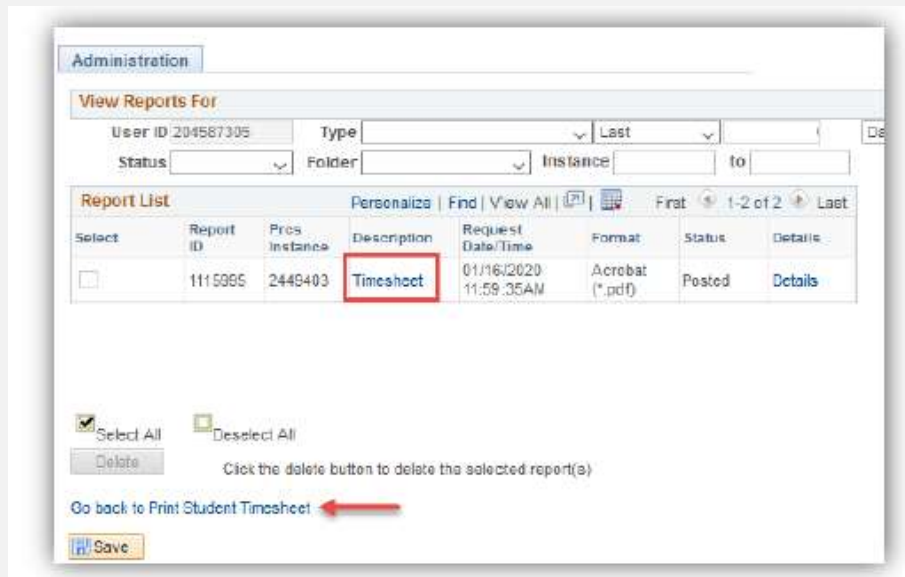 Administration
View Reports For
User ID 204587305 Type Last
Status Folder Instance to
Report List Personalize | Find | View All | | First 1-2 of 2 Last
Select Report ID Prcs Instance Description Request Date/Time Format Status Details
1115995 2449403 Timesheet 01/16/2020 11:59:35AM Acrobat (*.pdf) Posted Details
Select All Deselect All
Delete Click the delete button to delete the selected report(s)
Go back to Print Student Timesheet
Save